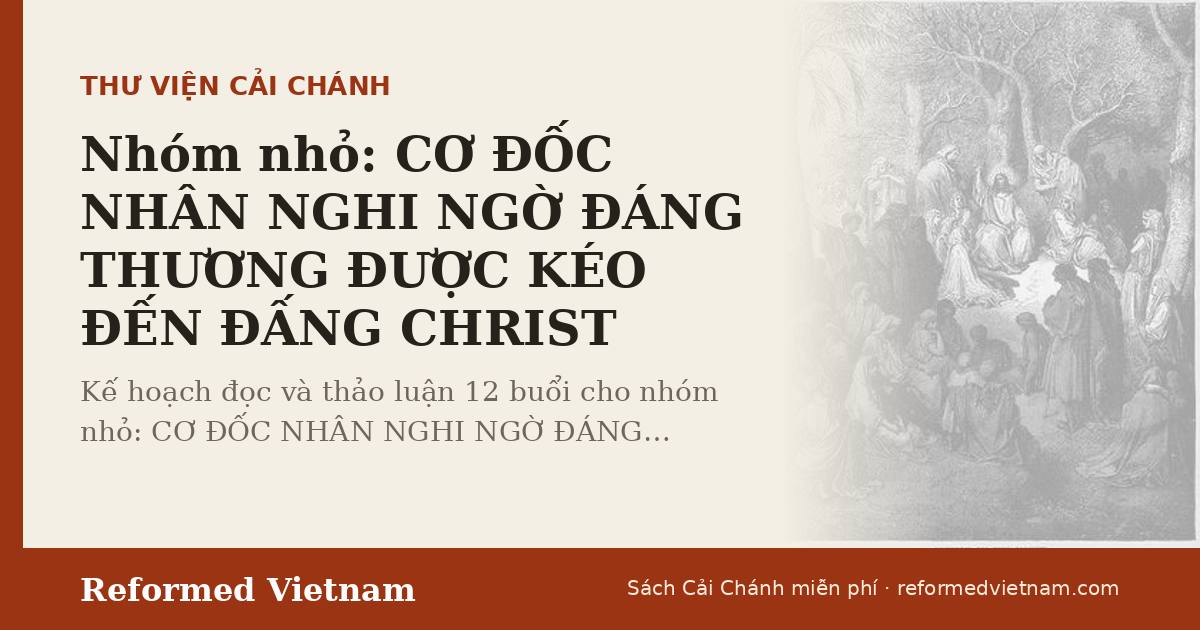 THƯ VIỆN CẢI CHÁNH
Nhóm nhỏ: CƠ ĐỐC
NHÂN NGHI NGỜ ĐÁNG
THƯƠNG ĐƯỢC KÉO
ĐẾN ĐẤNG CHRIST
Kế hoạch đọc và thảo luận 12 buổi cho nhóm
nhỏ: CƠ ĐỐC NHÂN NGHI NGỜ ĐÁNG…
Reformed Vietnam
Sách Cải Chánh miễn phí · reformedvietnam.com